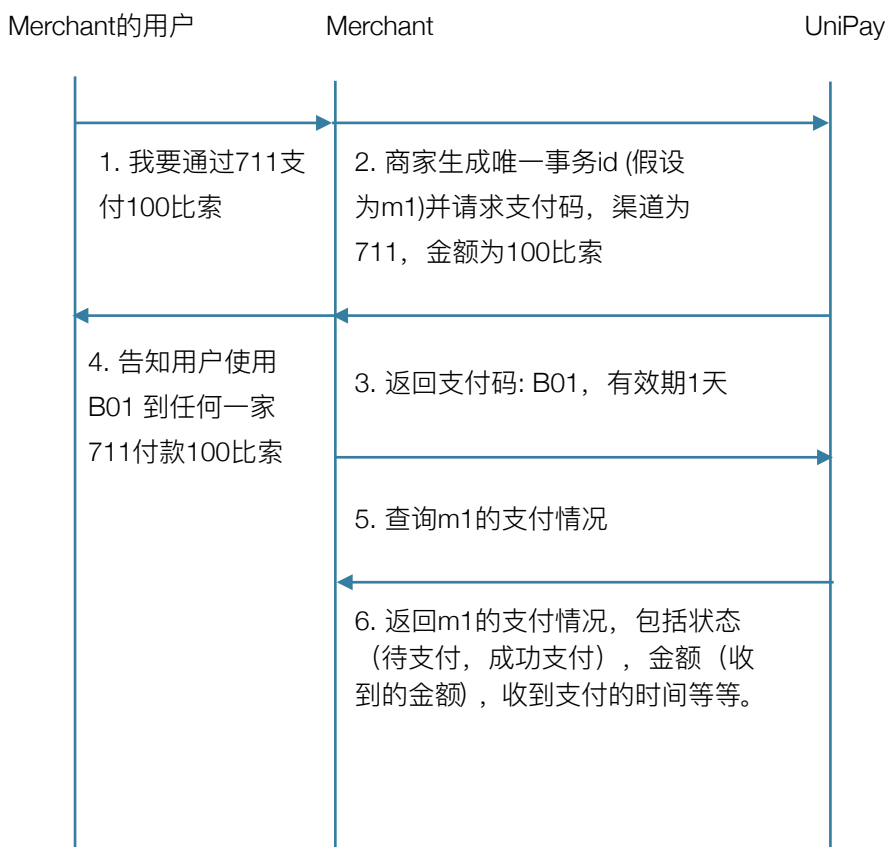 Merchant的用户
Merchant
UniPay
1. 我要通过711支
付100比索
2. 商家生成唯一事务id (假设
为m1)并请求支付码，渠道为
711，金额为100比索
4. 告知用户使用
B01 到任何一家
711付款100比索
3. 返回支付码: B01，有效期1天
5. 查询m1的支付情况
6. 返回m1的支付情况，包括状态
（待支付，成功支付），金额（收
到的金额)，收到支付的时间等等。